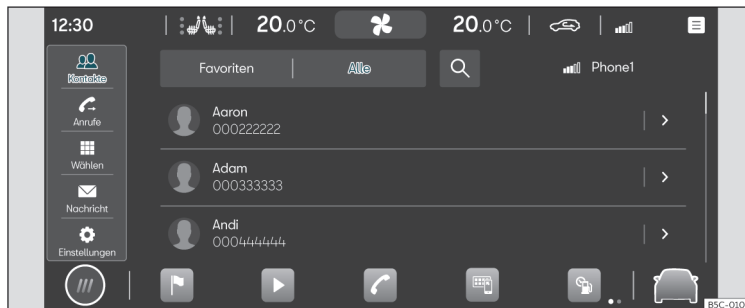 12:30
20.0°C
20.0°C
Kontakte
Anrufe
Wählen
Nachricht
Einstellungen
Favoriten
Alle
Phone1
Aaron
000222222
Adam
000333333
Andi
000444444
B5C-010